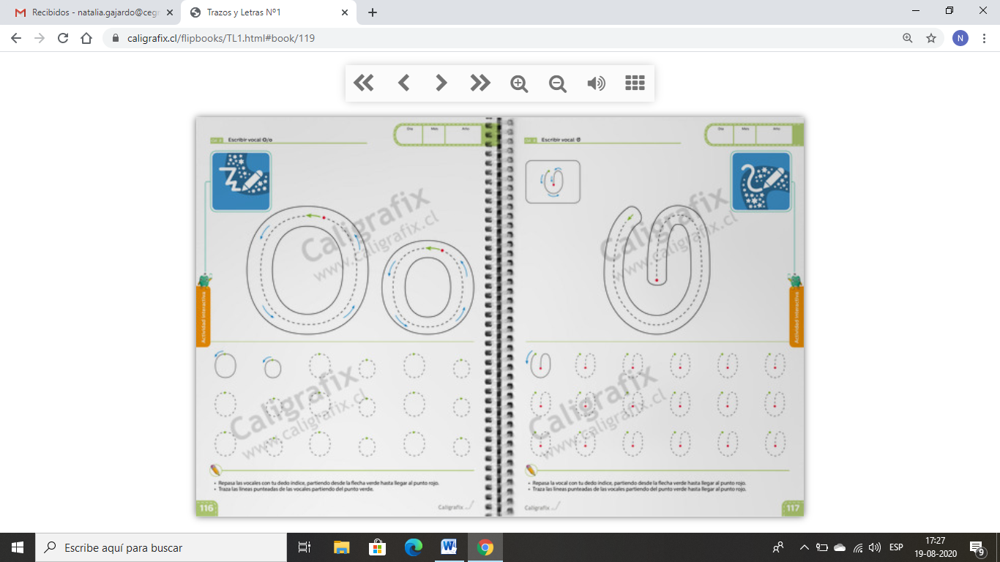 Recibidos - natalia.gajardo@cegr
Trazos y Letras Nº1
caligrafix.cl/flipbooks/TL1.html#book/119
N
Escribir vocal O/o
Día Mes Año
Escribir vocal O
Día Mes Año
Caligrafix
www.caligrafix.cl
Caligrafix
www.caligrafix.cl
Oo
Actividad interactiva
Actividad interactiva
Caligrafix
www.caligrafix.cl
Caligrafix
www.caligrafix.cl
• Repasa las vocales con tu dedo índice, partiendo desde la flecha verde hasta llegar al punto rojo.
• Traza las líneas punteadas de las vocales partiendo del punto verde.
116
Caligrafix
• Repasa la vocal con tu dedo índice, partiendo desde la flecha verde hasta llegar al punto rojo.
• Traza las líneas punteadas de las vocales partiendo del punto verde hasta llegar al punto rojo.
Caligrafix
117
Escribe aquí para buscar
ESP
17:27
19-08-2020
9